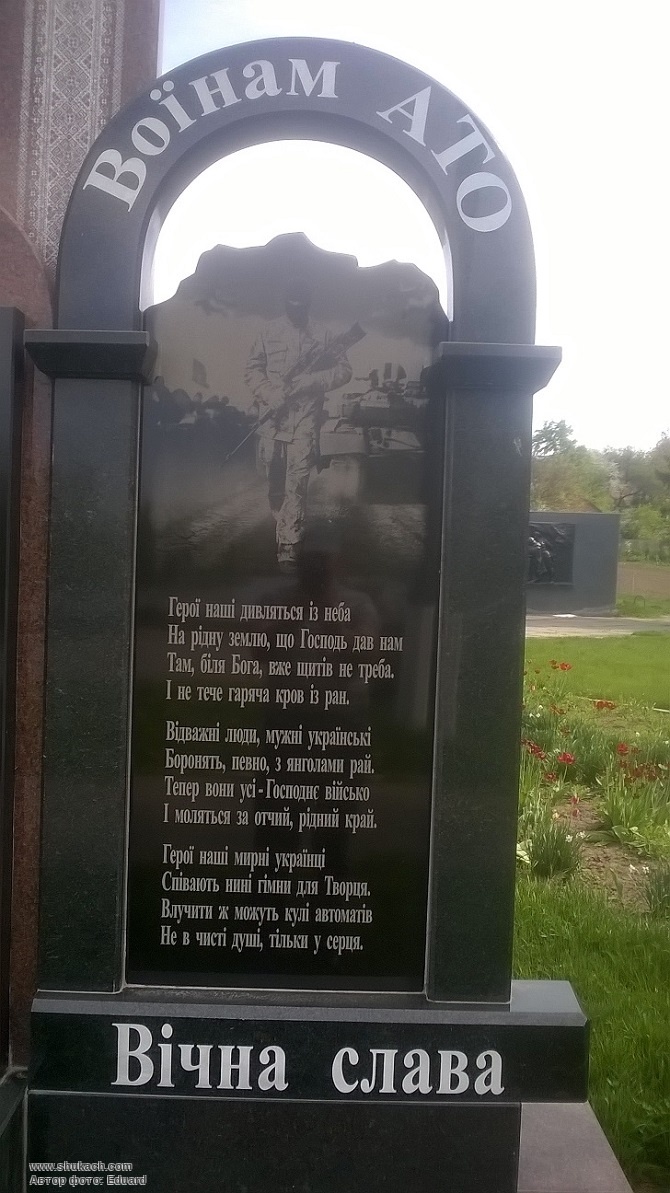 Воїнам АТО
Герої наші дивляться із неба
На рідну землю, що Господь дав нам
Там, біля Бога, вже щитів не треба.
І не тече гаряча кров із ран.
Відважні люди, мужні українські
Боронять, певно, з янголами рай.
Тепер вони усі - Господнє військо
І моляться за отчий, рідний край.
Герої наші мирні українці
Співають нині гімни для Творця.
Влучити ж можуть кулі автоматів
Не в чисті душі, тільки у серця.
Вічна слава
www.shukach.com
Автор фото: Eduard